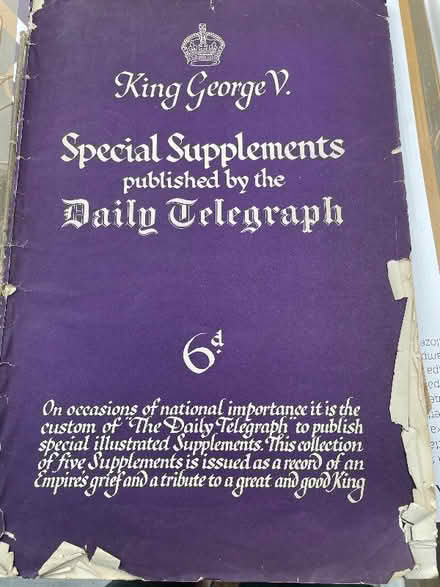 King George V.
Special Supplements
published by the
Daily Telegraph
6d.
On occasions of national importance it is the
custom of "The Daily Telegraph" to publish
special illustrated Supplements. This collection
of five Supplements is issued as a record of an
Empire's grief and a tribute to a great and good King